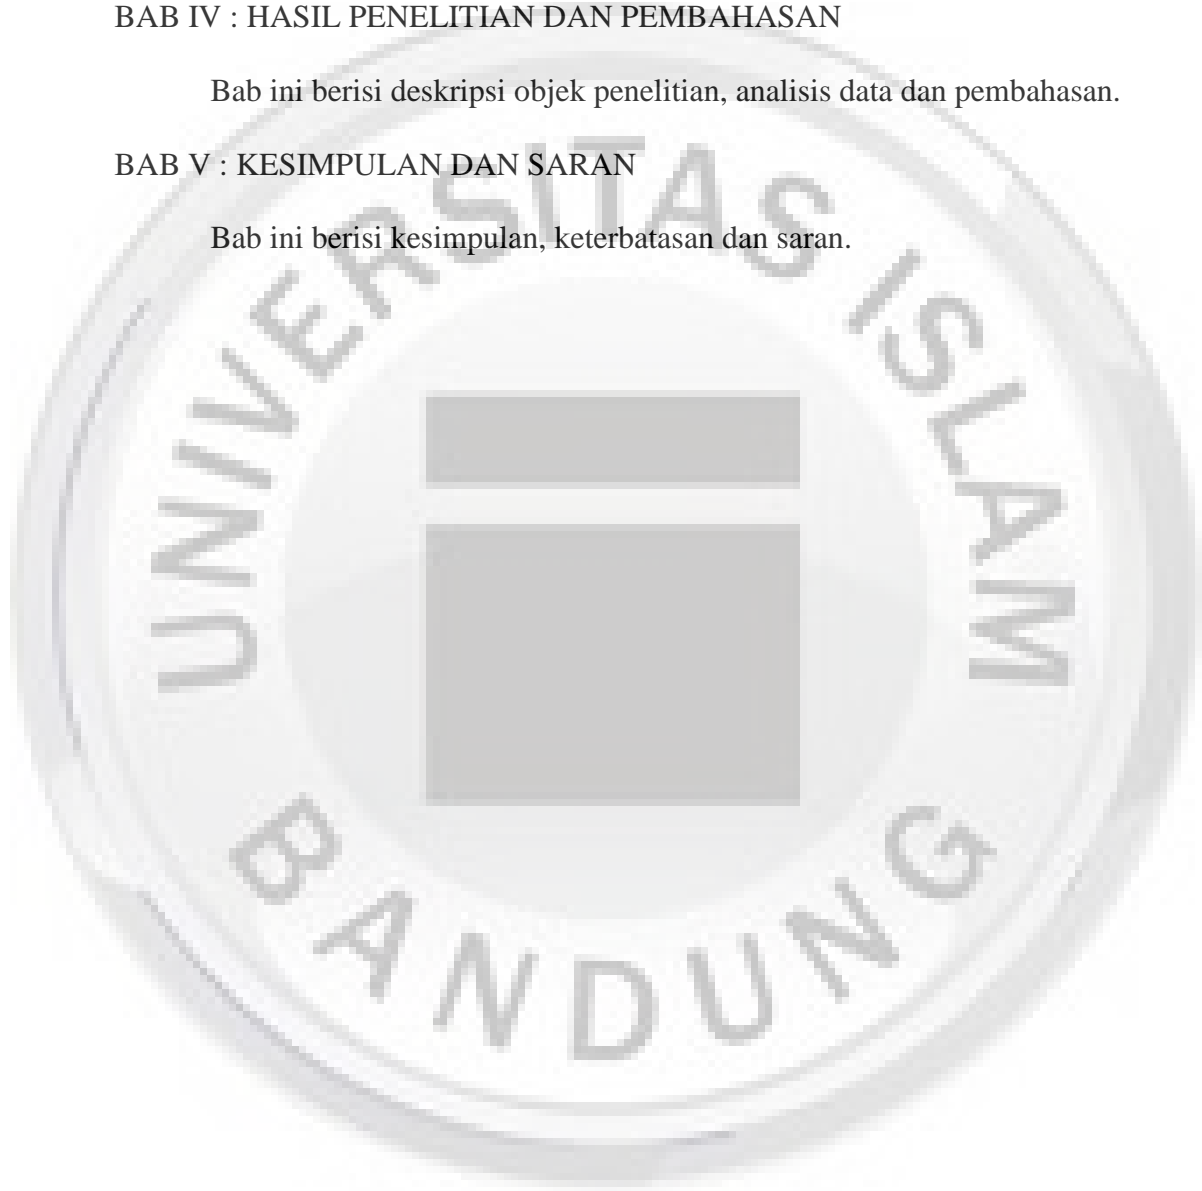 BAB IV : HASIL PENELITIAN DAN PEMBAHASAN
Bab ini berisi deskripsi objek penelitian, analisis data dan pembahasan.
BAB V : KESIMPULAN DAN SARAN
Bab ini berisi kesimpulan, keterbatasan dan saran.
UNIVERSITAS ISLAM
BANDUNG